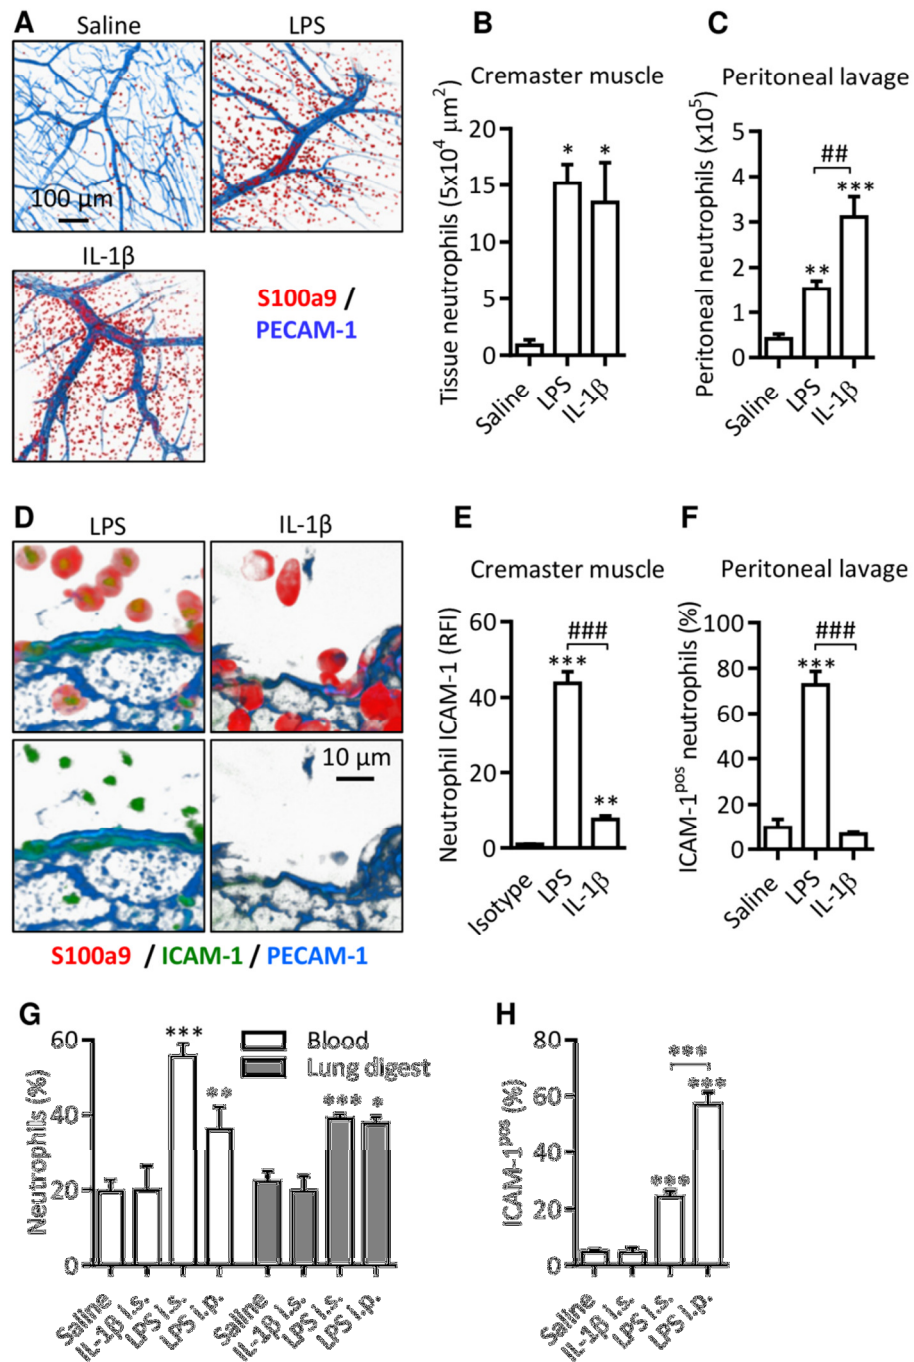 A
Saline
LPS
100 µm
IL-1β
S100a9 /
PECAM-1
B
Cremaster muscle
Tissue neutrophils (5x10⁴ µm²)
20
15
10
5
0
*
*
Saline
LPS
IL-1β
C
Peritoneal lavage
Peritoneal neutrophils (x10⁵)
5
4
3
2
1
0
##
***
**
Saline
LPS
IL-1β
D
LPS
IL-1β
10 µm
S100a9 / ICAM-1 / PECAM-1
E
Cremaster muscle
Neutrophil ICAM-1 (RFI)
60
40
20
0
###
***
**
Isotype
LPS
IL-1β
F
Peritoneal lavage
ICAM-1ᵖᵒˢ neutrophils (%)
100
80
60
40
20
0
###
***
Saline
LPS
IL-1β
G
Neutrophils (%)
60
40
20
0
***
**
***
*
Blood
Lung digest
Saline
IL-1β i.s.
LPS i.s.
LPS i.p.
Saline
IL-1β i.s.
LPS i.s.
LPS i.p.
H
ICAM-1ᵖᵒˢ (%)
80
60
40
20
0
***
***
***
Saline
IL-1β i.s.
LPS i.s.
LPS i.p.